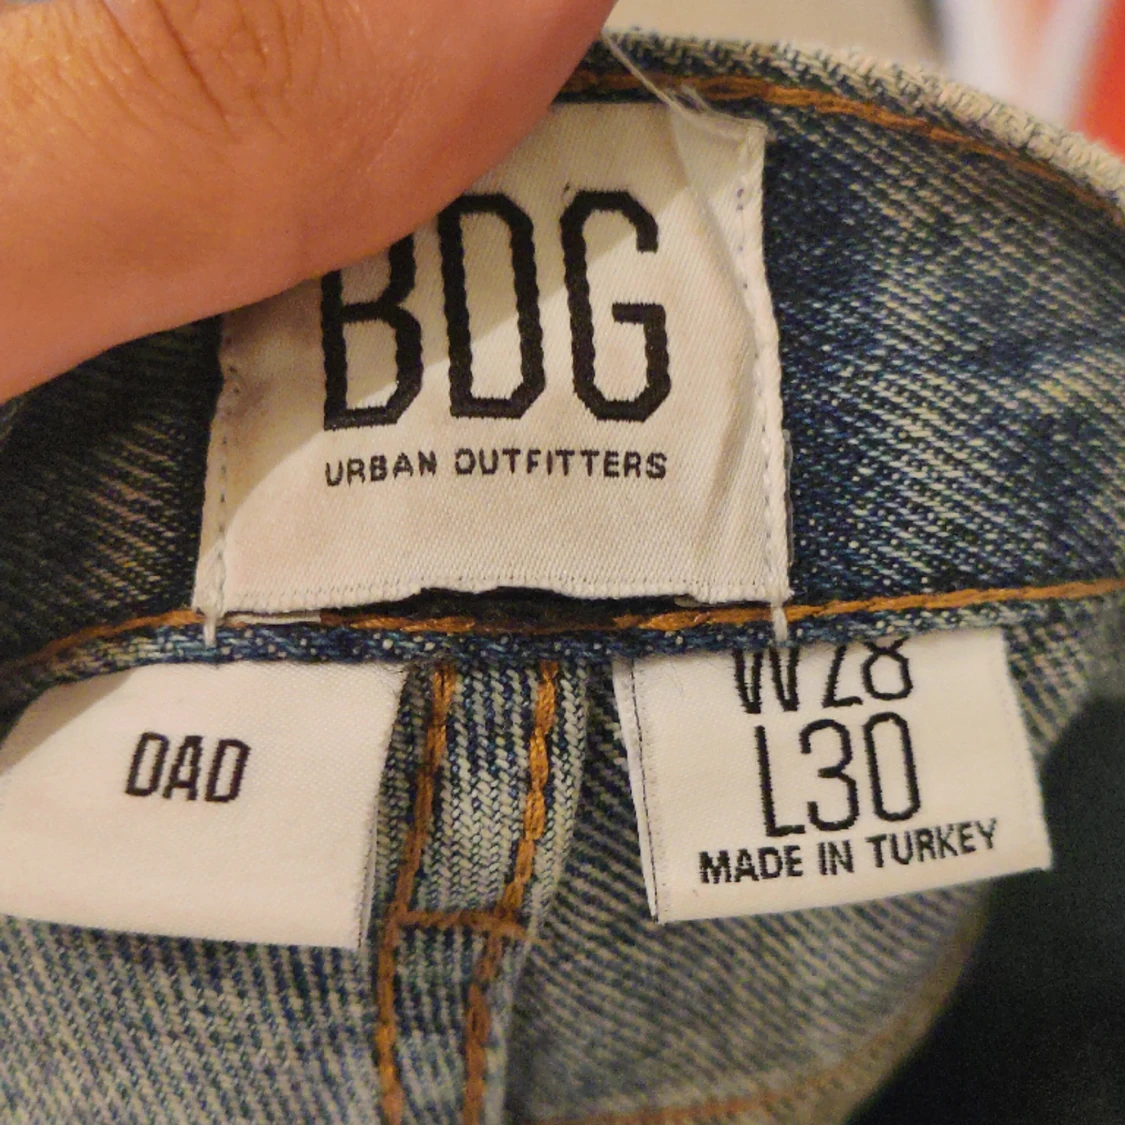 BDG
URBAN OUTFITTERS
DAD
W28
L30
MADE IN TURKEY